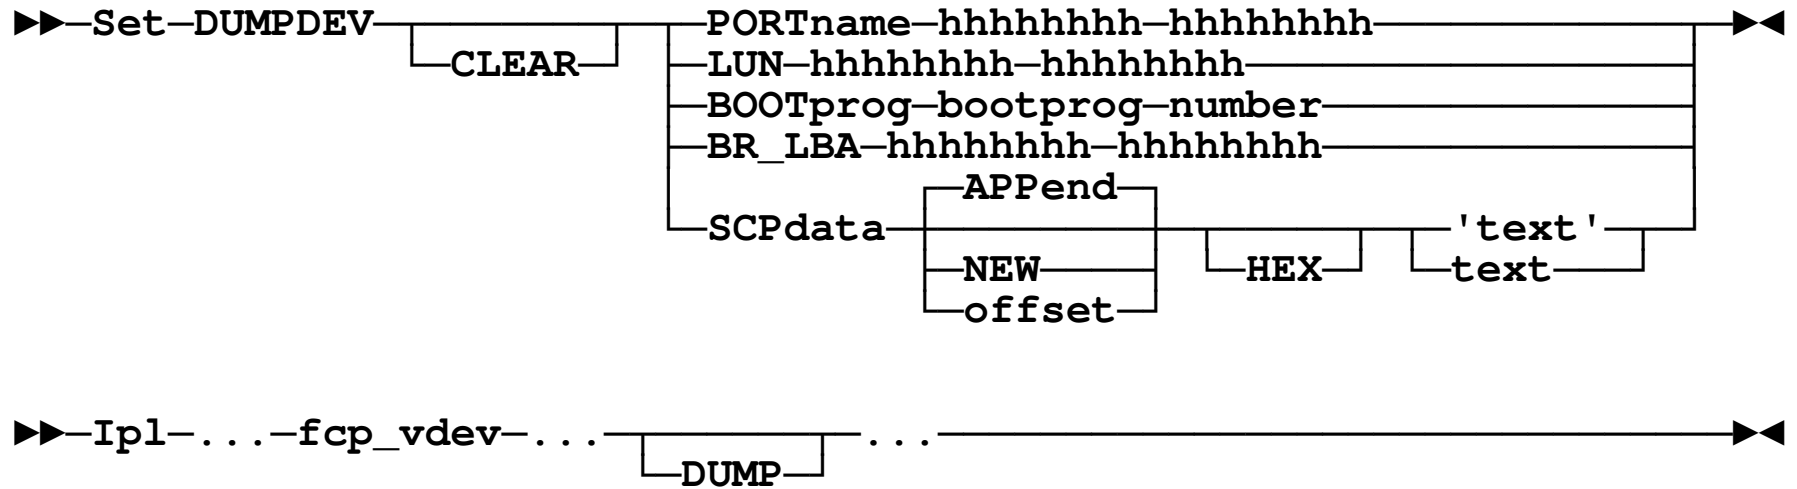 ▶▶─Set─DUMPDEV─PORTname─hhhhhhhh─hhhhhhhh─▶◀
CLEAR─LUN─hhhhhhhh─hhhhhhhh
BOOTprog─bootprog─number
BR_LBA─hhhhhhhh─hhhhhhhh
APPend
SCPdata─'text'
NEW─HEX─text
offset
▶▶─Ipl─...─fcp_vdev─...─...─▶◀
DUMP